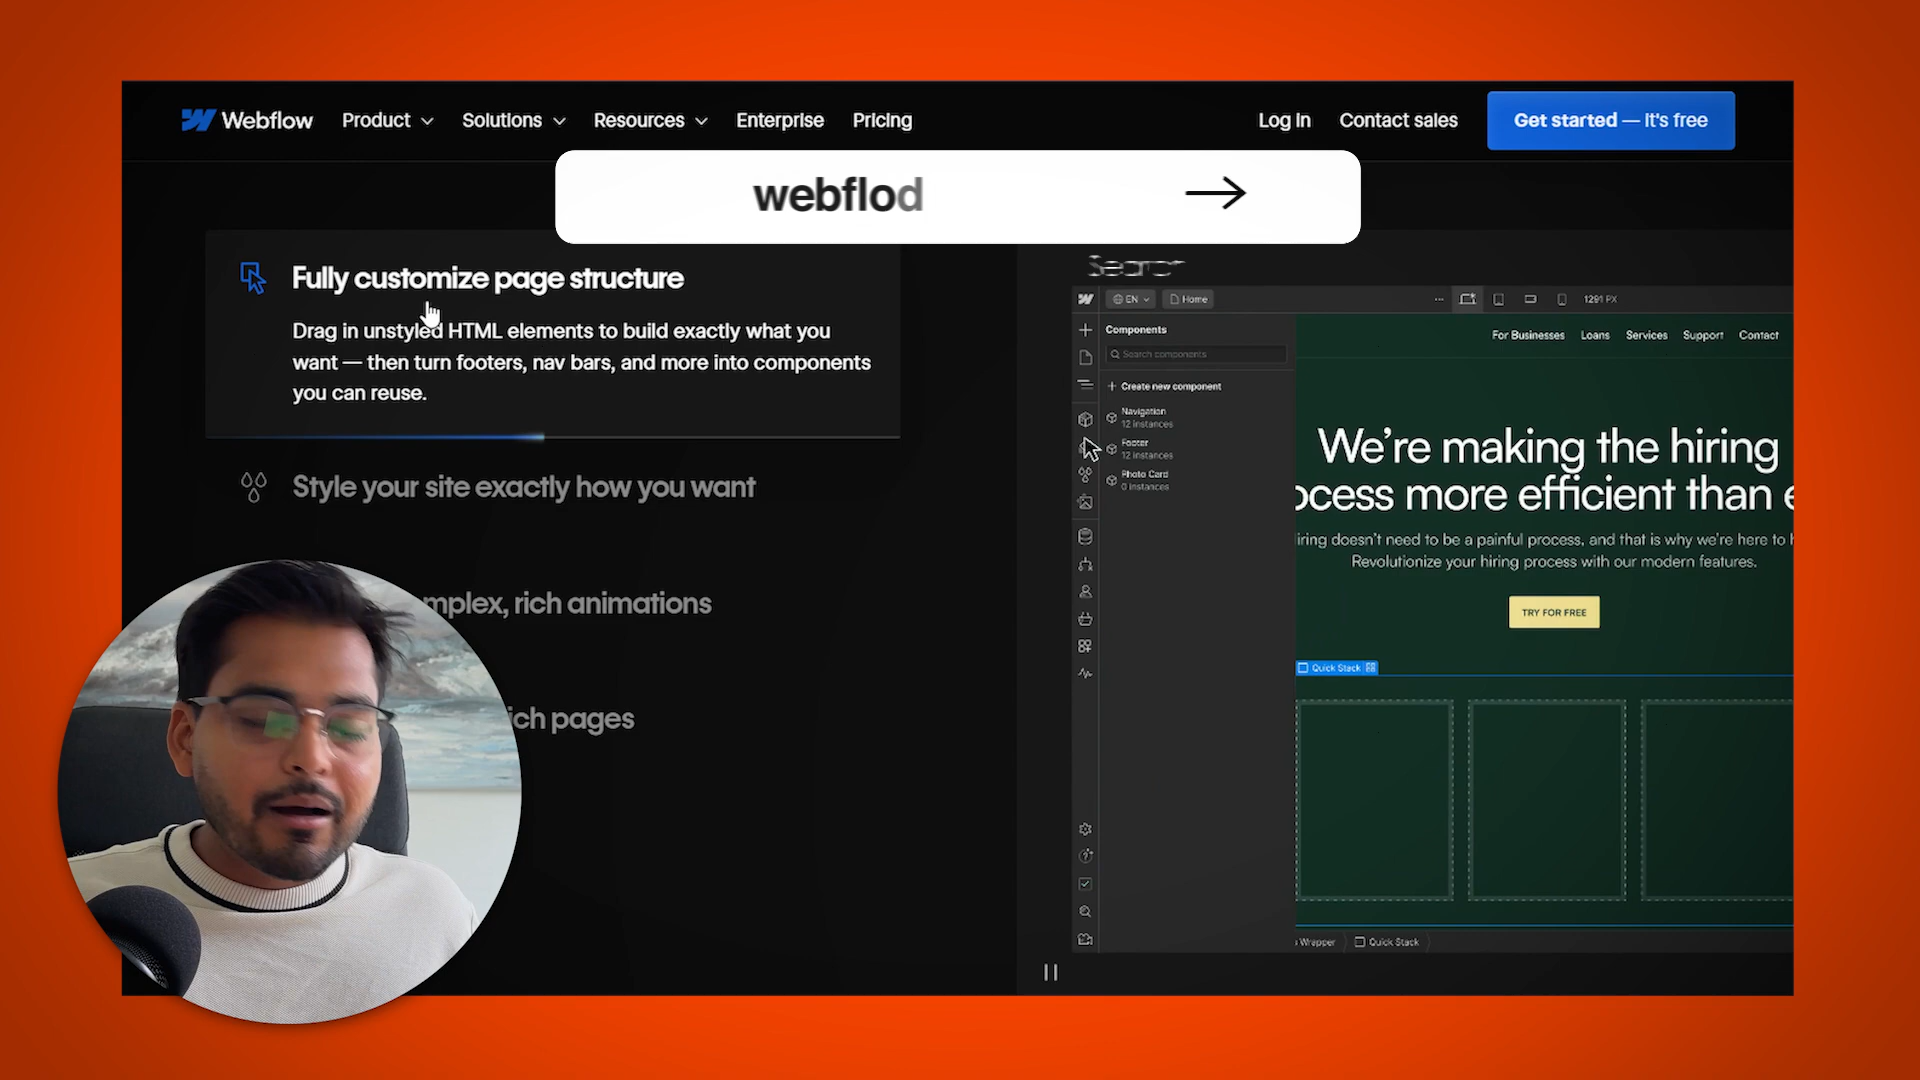 Webflow Product Solutions Resources Enterprise Pricing Log in Contact sales Get started — it's free
webflod
Fully customize page structure
Drag in unstyled HTML elements to build exactly what you
want — then turn footers, nav bars, and more into components
you can reuse.
Style your site exactly how you want
mplex, rich animations
ich pages
EN Home ... 1291 PX
Components
Search components
Create new component
Navigation
12 instances
Footer
12 instances
Photo Card
0 instances
For Businesses Loans Services Support Contact
We're making the hiring
ocess more efficient than e
iring doesn't need to be a painful process, and that is why we're here to h
Revolutionize your hiring process with our modern features.
TRY FOR FREE
Quick Stack
s Wrapper Quick Stack